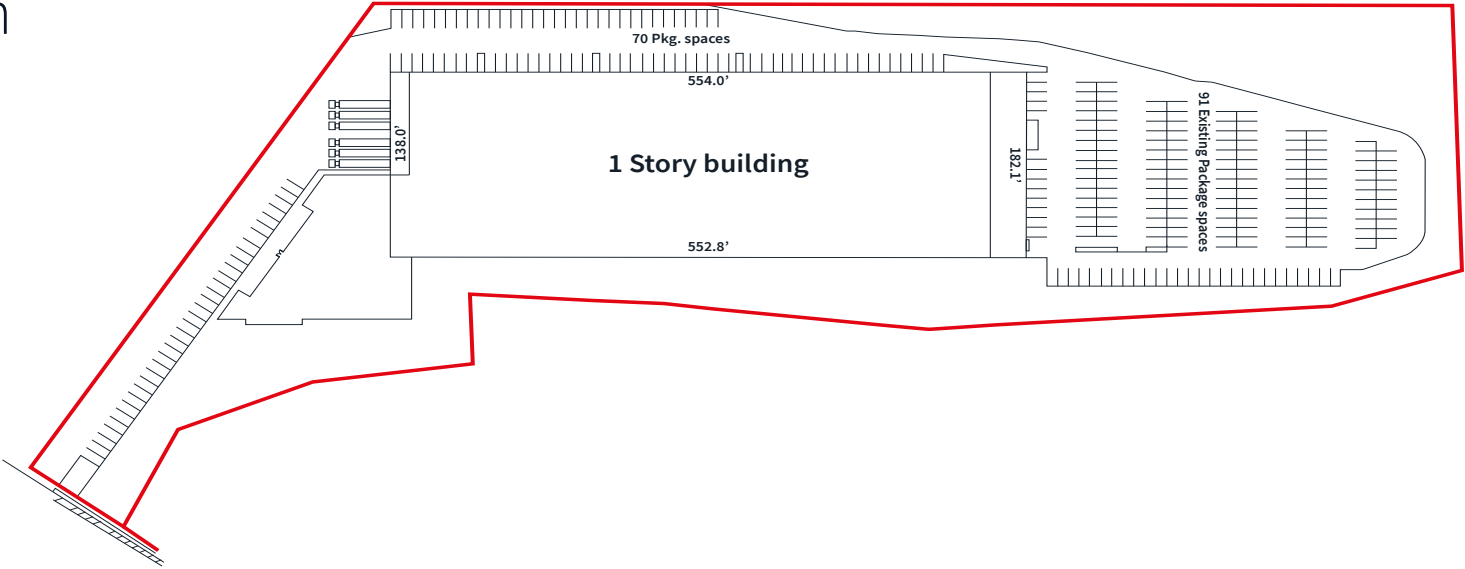 n
70 Pkg. spaces
554.0’
138.0’
1 Story building
182.1’
91 Existing Package spaces
552.8’